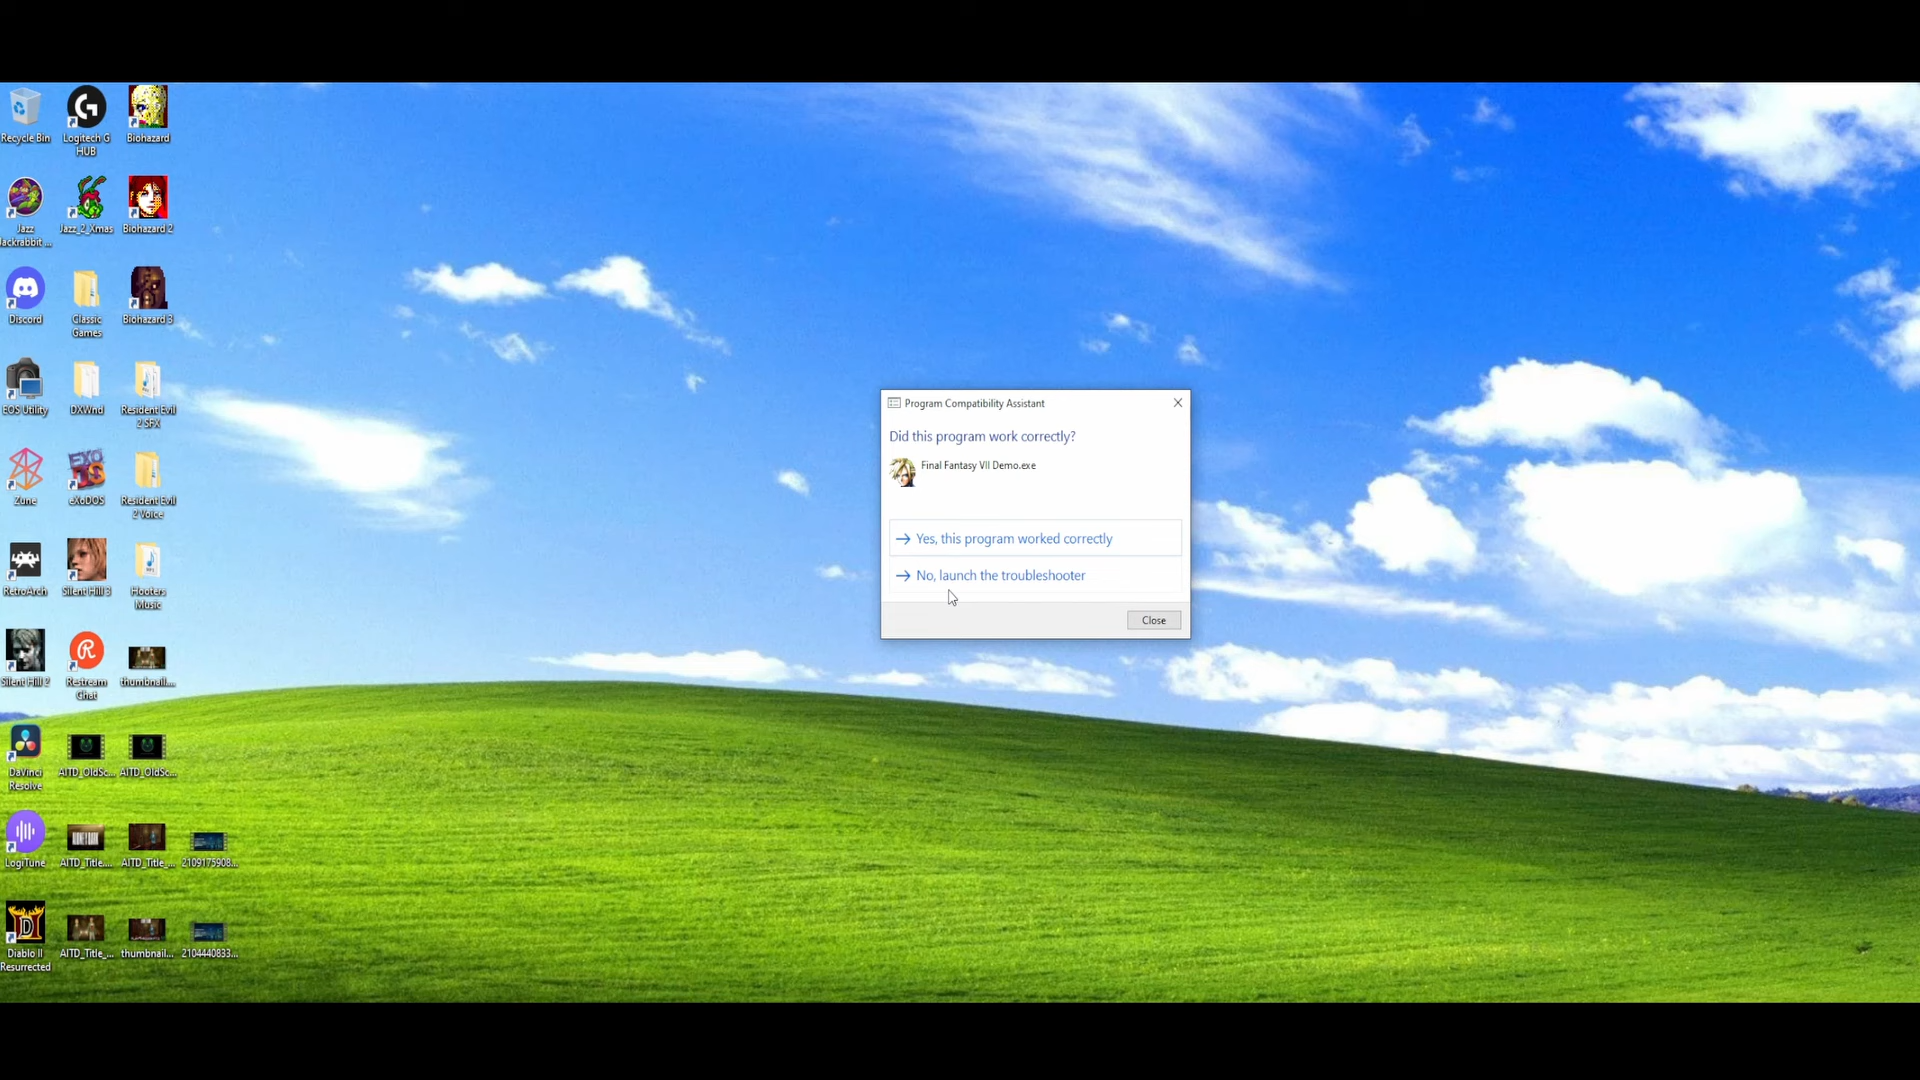 Recycle Bin
Logitech G
HUB
Biohazard
Jazz
Jackrabbit ...
Jazz_2_Xmas
Biohazard 2
Discord
Classic
Games
Biohazard 3
EOS Utility
DXWnd
Resident Evil
2 SFX
Zune
eXoDOS
Resident Evil
2 Voice
RetroArch
Silent Hill 3
Hooters
Music
Silent Hill 2
Restream
Chat
thumbnail....
DaVinci
Resolve
AITD_OldSc...
AITD_OldSc...
LogiTune
AITD_Title....
AITD_Title_...
2109175908...
Diablo II
Resurrected
AITD_Title_...
thumbnail...
2104440833...
Program Compatibility Assistant
Did this program work correctly?
Final Fantasy VII Demo.exe
Yes, this program worked correctly
No, launch the troubleshooter
Close